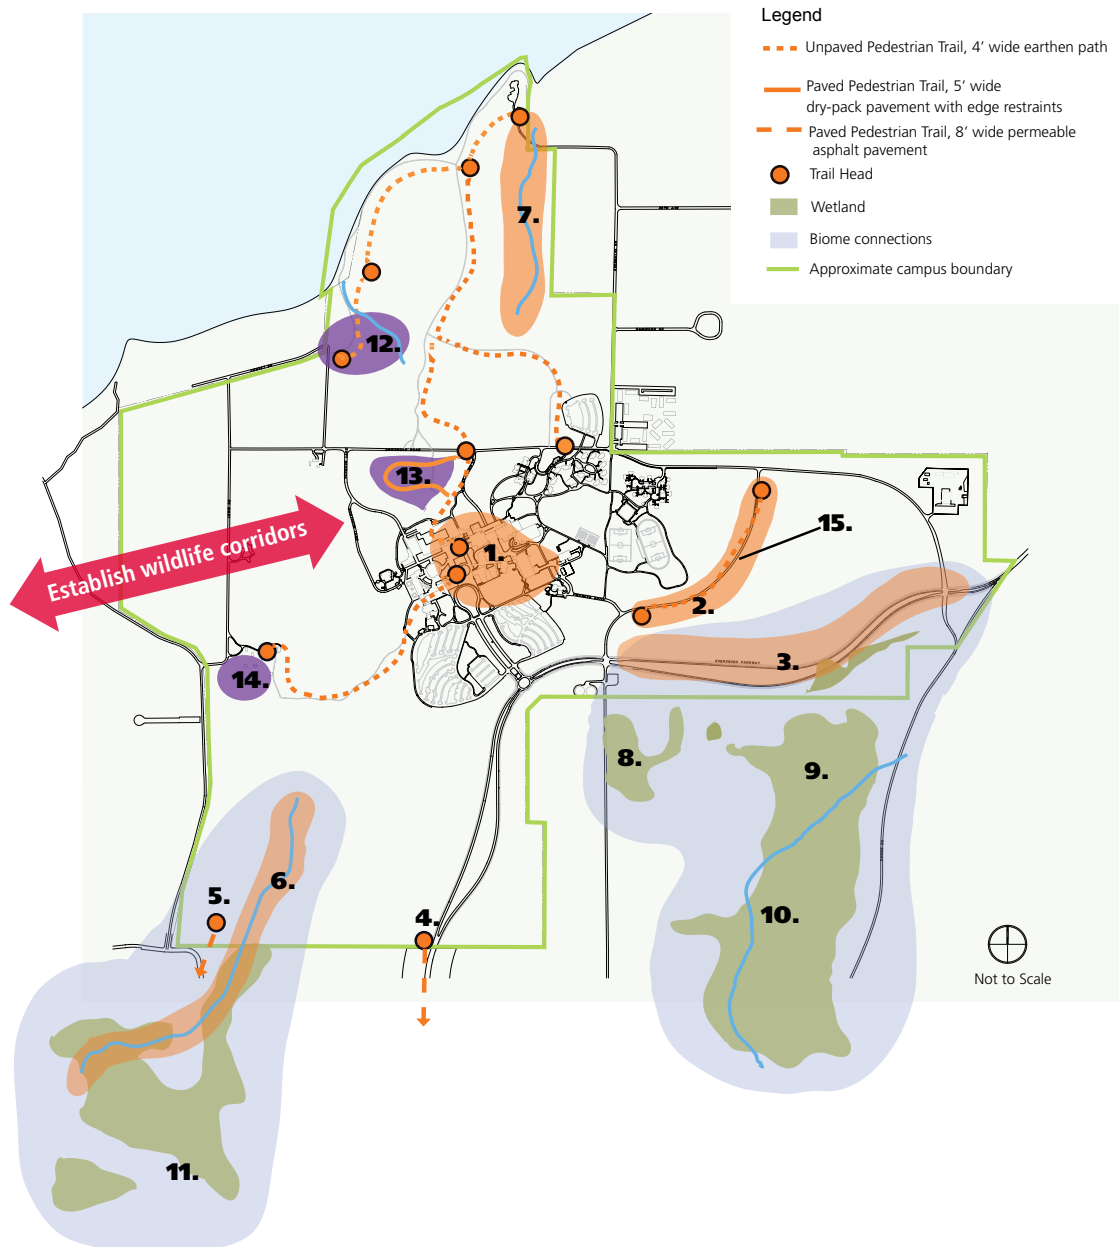 Legend
Unpaved Pedestrian Trail, 4’ wide earthen path
Paved Pedestrian Trail, 5’ wide
dry-pack pavement with edge restraints
Paved Pedestrian Trail, 8’ wide permeable
asphalt pavement
Trail Head
Wetland
Biome connections
Approximate campus boundary
7.
12.
13.
Establish wildlife corridors
1.
15.
2.
3.
EVERGREEN PARKWAY
14.
8.
9.
6.
5.
4.
10.
Not to Scale
11.